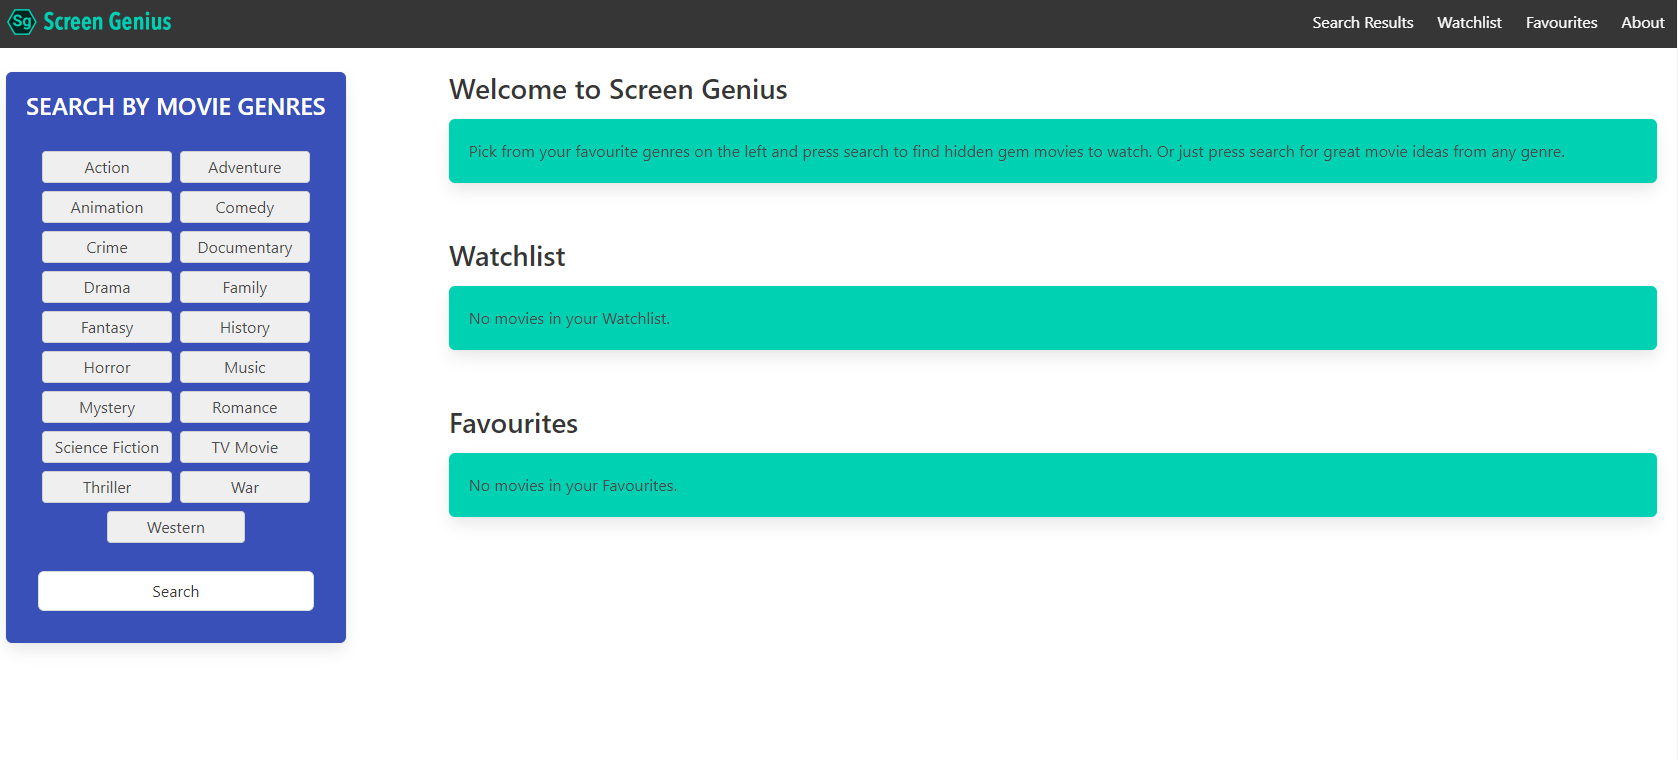 Sg Screen Genius
Search Results Watchlist Favourites About
SEARCH BY MOVIE GENRES
Action Adventure
Animation Comedy
Crime Documentary
Drama Family
Fantasy History
Horror Music
Mystery Romance
Science Fiction TV Movie
Thriller War
Western
Search
Welcome to Screen Genius
Pick from your favourite genres on the left and press search to find hidden gem movies to watch. Or just press search for great movie ideas from any genre.
Watchlist
No movies in your Watchlist.
Favourites
No movies in your Favourites.